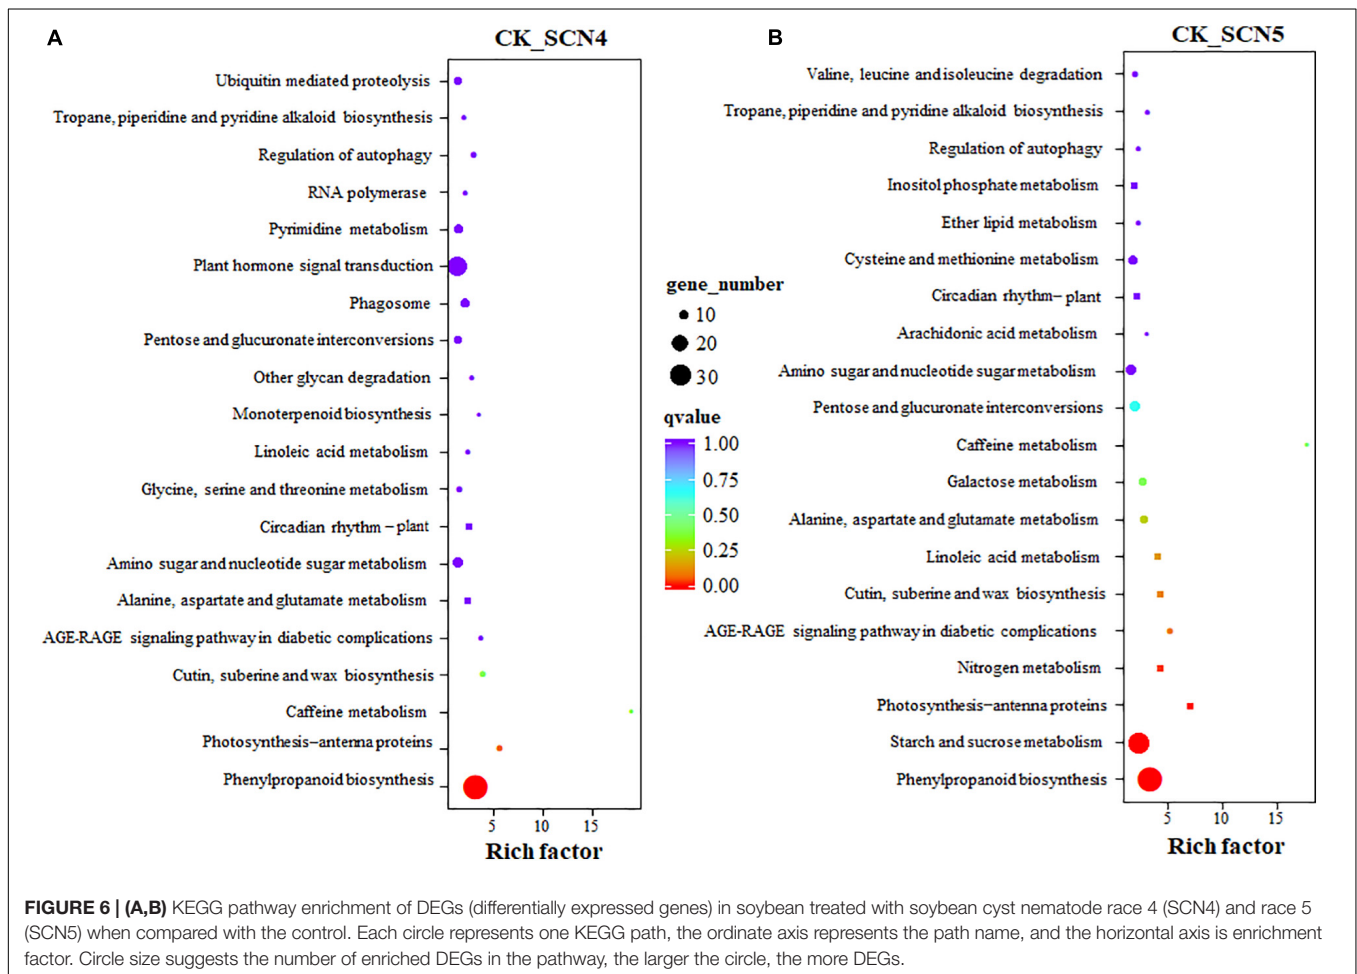 A
CK_SCN4
Ubiquitin mediated proteolysis
Tropane, piperidine and pyridine alkaloid biosynthesis
Regulation of autophagy
RNA polymerase
Pyrimidine metabolism
Plant hormone signal transduction
Phagosome
Pentose and glucuronate interconversions
Other glycan degradation
Monoterpenoid biosynthesis
Linoleic acid metabolism
Glycine, serine and threonine metabolism
Circadian rhythm – plant
Amino sugar and nucleotide sugar metabolism
Alanine, aspartate and glutamate metabolism
AGE-RAGE signaling pathway in diabetic complications
Cutin, suberine and wax biosynthesis
Caffeine metabolism
Photosynthesis–antenna proteins
Phenylpropanoid biosynthesis
5 10 15
Rich factor
gene_number
10
20
30
qvalue
1.00
0.75
0.50
0.25
0.00
B
CK_SCN5
Valine, leucine and isoleucine degradation
Tropane, piperidine and pyridine alkaloid biosynthesis
Regulation of autophagy
Inositol phosphate metabolism
Ether lipid metabolism
Cysteine and methionine metabolism
Circadian rhythm– plant
Arachidonic acid metabolism
Amino sugar and nucleotide sugar metabolism
Pentose and glucuronate interconversions
Caffeine metabolism
Galactose metabolism
Alanine, aspartate and glutamate metabolism
Linoleic acid metabolism
Cutin, suberine and wax biosynthesis
AGE-RAGE signaling pathway in diabetic complications
Nitrogen metabolism
Photosynthesis–antenna proteins
Starch and sucrose metabolism
Phenylpropanoid biosynthesis
5 10 15
Rich factor
FIGURE 6 | (A,B) KEGG pathway enrichment of DEGs (differentially expressed genes) in soybean treated with soybean cyst nematode race 4 (SCN4) and race 5
(SCN5) when compared with the control. Each circle represents one KEGG path, the ordinate axis represents the path name, and the horizontal axis is enrichment
factor. Circle size suggests the number of enriched DEGs in the pathway, the larger the circle, the more DEGs.